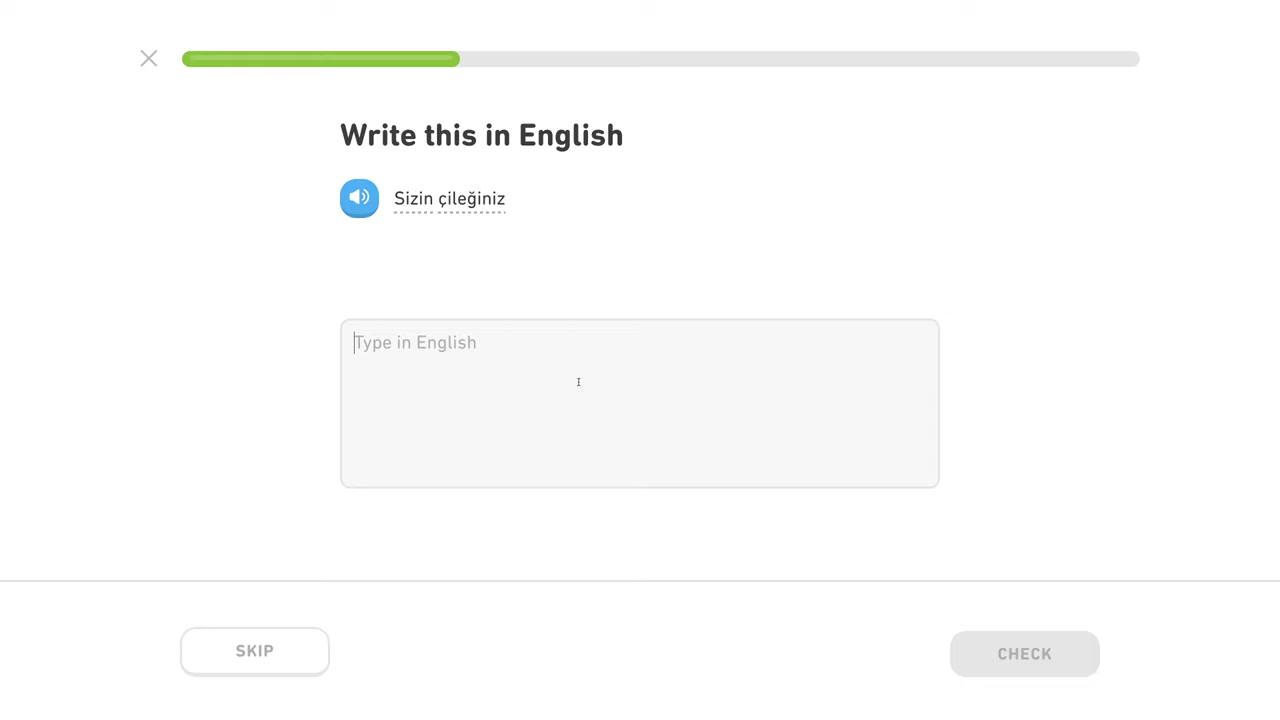 Write this in English
Sizin çileğiniz
Type in English
SKIP
CHECK